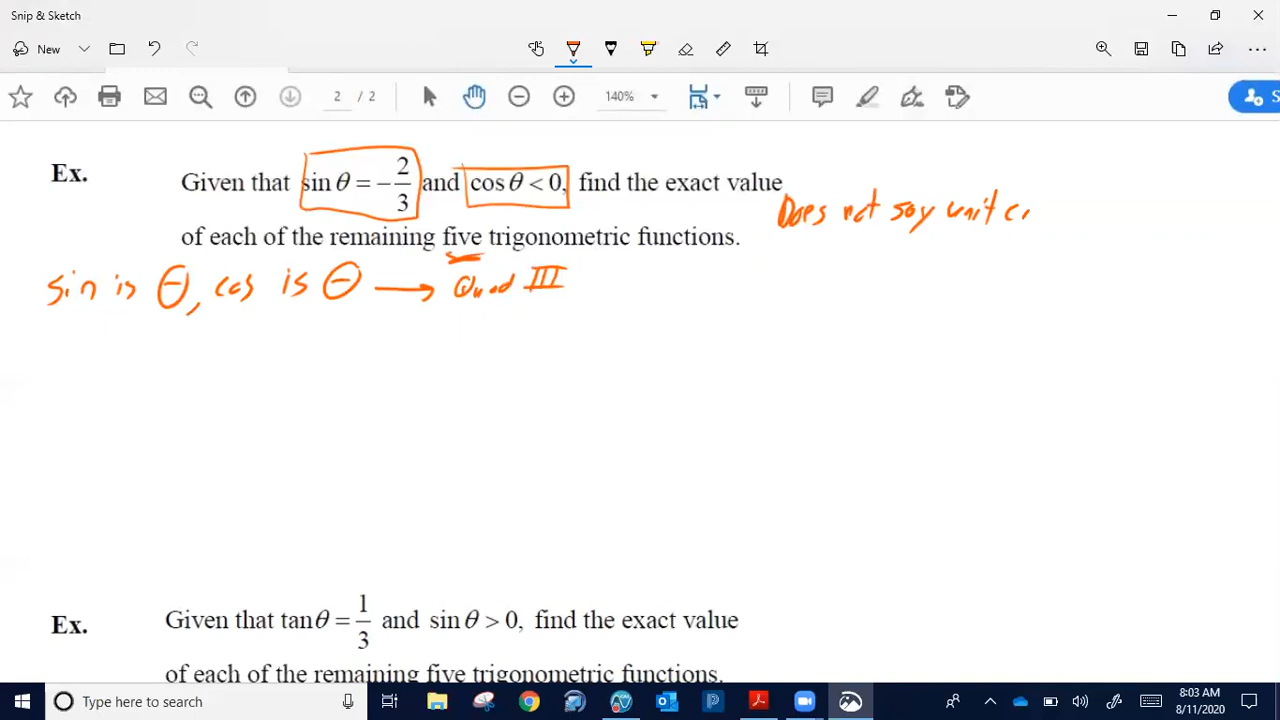 Snip & Sketch
New
2 / 2
140%
Ex. Given that sin θ = −2/3 and cos θ < 0, find the exact value
of each of the remaining five trigonometric functions.
Does not say unit c
sin is ⊖, cos is ⊖ → Quad III
Ex. Given that tan θ = 1/3 and sin θ > 0, find the exact value
of each of the remaining five trigonometric functions.
Type here to search
8:03 AM
8/11/2020